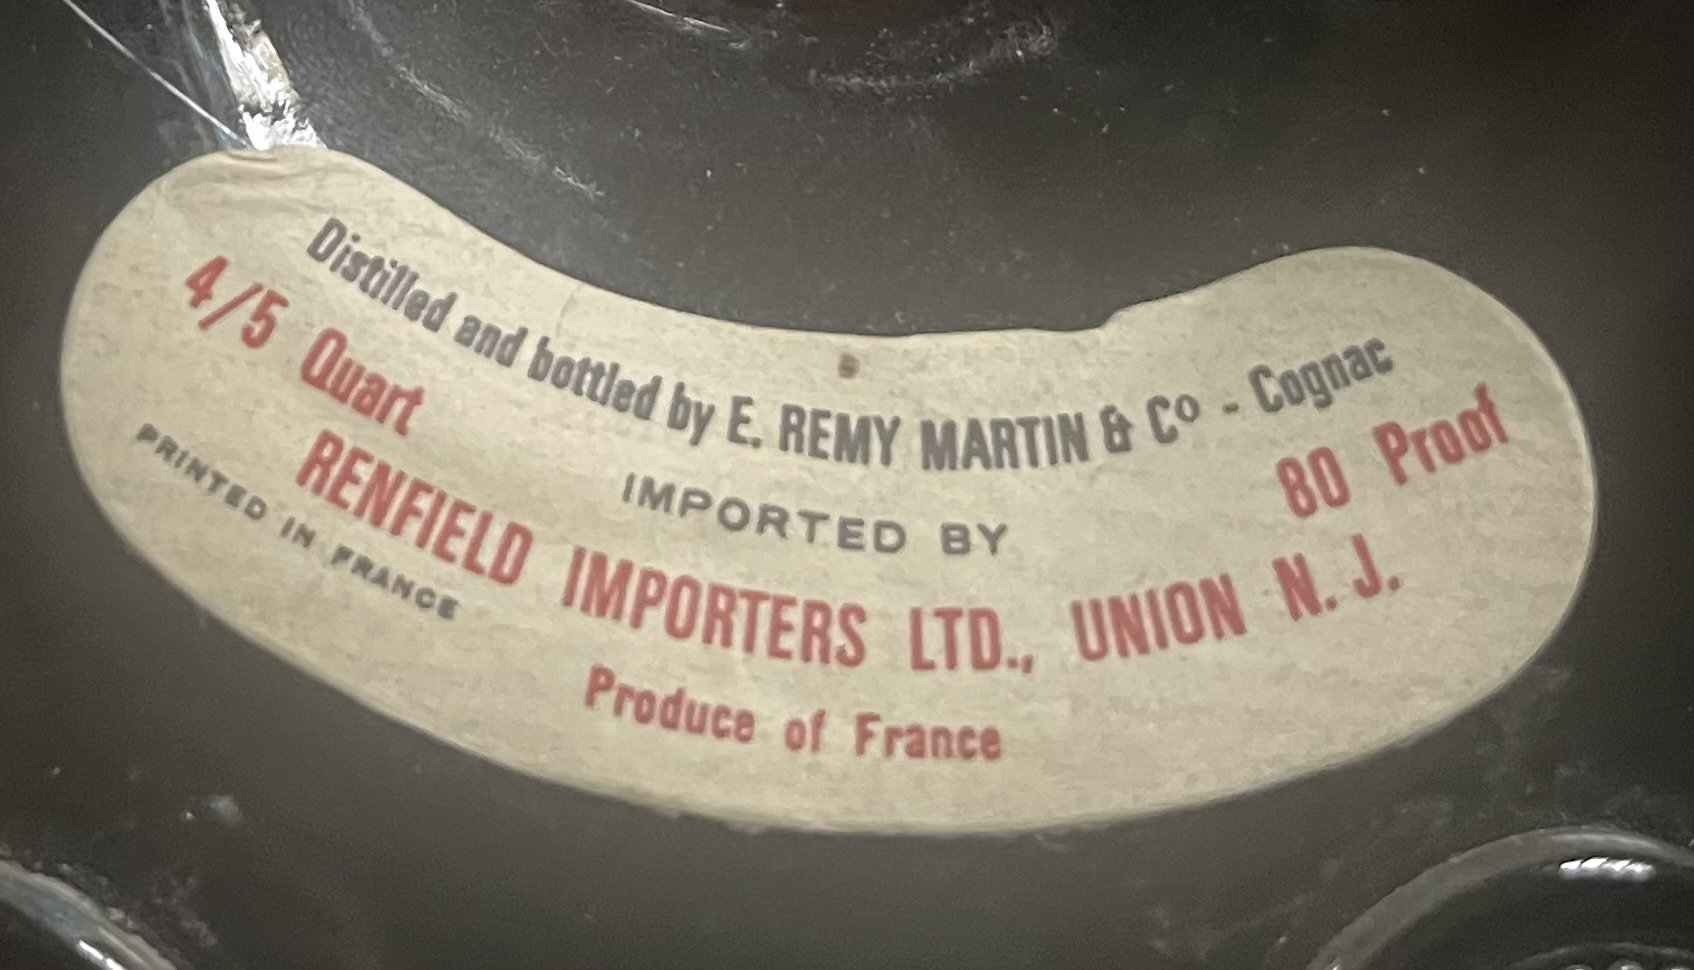 Distilled and bottled by E. REMY MARTIN & Cº - Cognac
4/5 Quart
80 Proof
IMPORTED BY
RENFIELD IMPORTERS LTD., UNION N. J.
PRINTED IN FRANCE
Produce of France